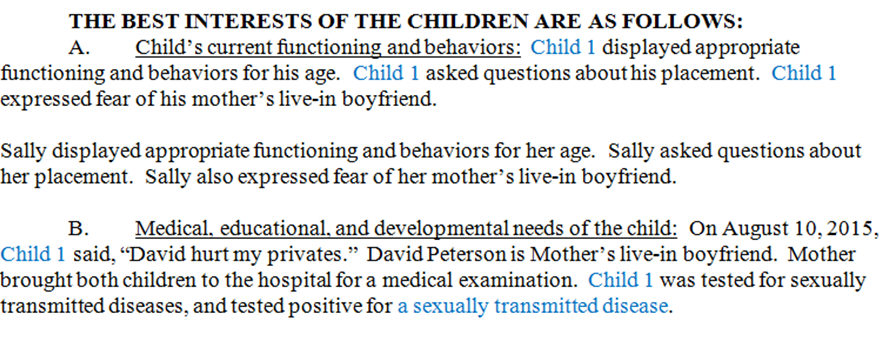 THE BEST INTERESTS OF THE CHILDREN ARE AS FOLLOWS:
A. Child’s current functioning and behaviors: Child 1 displayed appropriate
functioning and behaviors for his age. Child 1 asked questions about his placement. Child 1
expressed fear of his mother’s live-in boyfriend.
Sally displayed appropriate functioning and behaviors for her age. Sally asked questions about
her placement. Sally also expressed fear of her mother’s live-in boyfriend.
B. Medical, educational, and developmental needs of the child: On August 10, 2015,
Child 1 said, “David hurt my privates.” David Peterson is Mother’s live-in boyfriend. Mother
brought both children to the hospital for a medical examination. Child 1 was tested for sexually
transmitted diseases, and tested positive for a sexually transmitted disease.